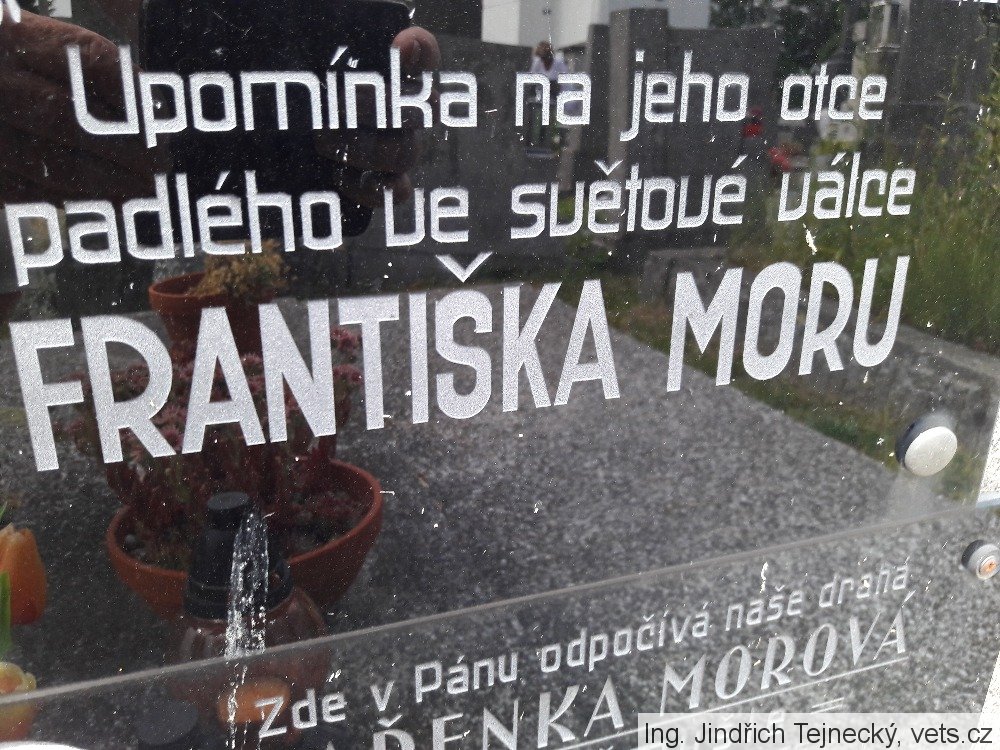 Upomínka na jeho otce
padlého ve světové válce
FRANTIŠKA MORU
Zde v Pánu odpočívá naše drahá
MOROVÁ
Ing. Jindřich Tejnecký, vets.cz